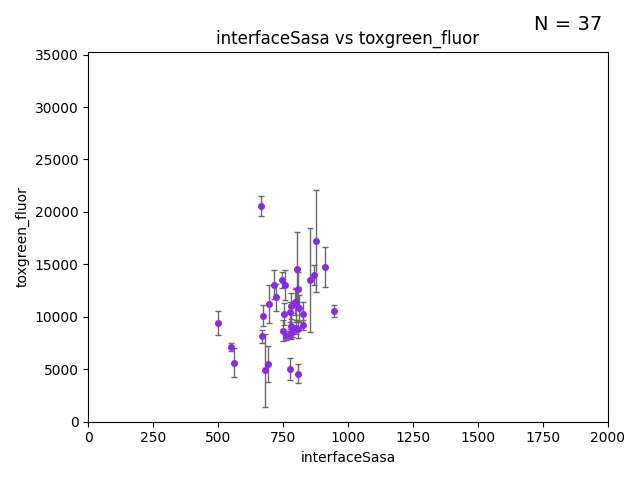 N = 37
interfaceSasa vs toxgreen_fluor
35000
30000
25000
20000
15000
10000
5000
0
toxgreen_fluor
0 250 500 750 1000 1250 1500 1750 2000
interfaceSasa